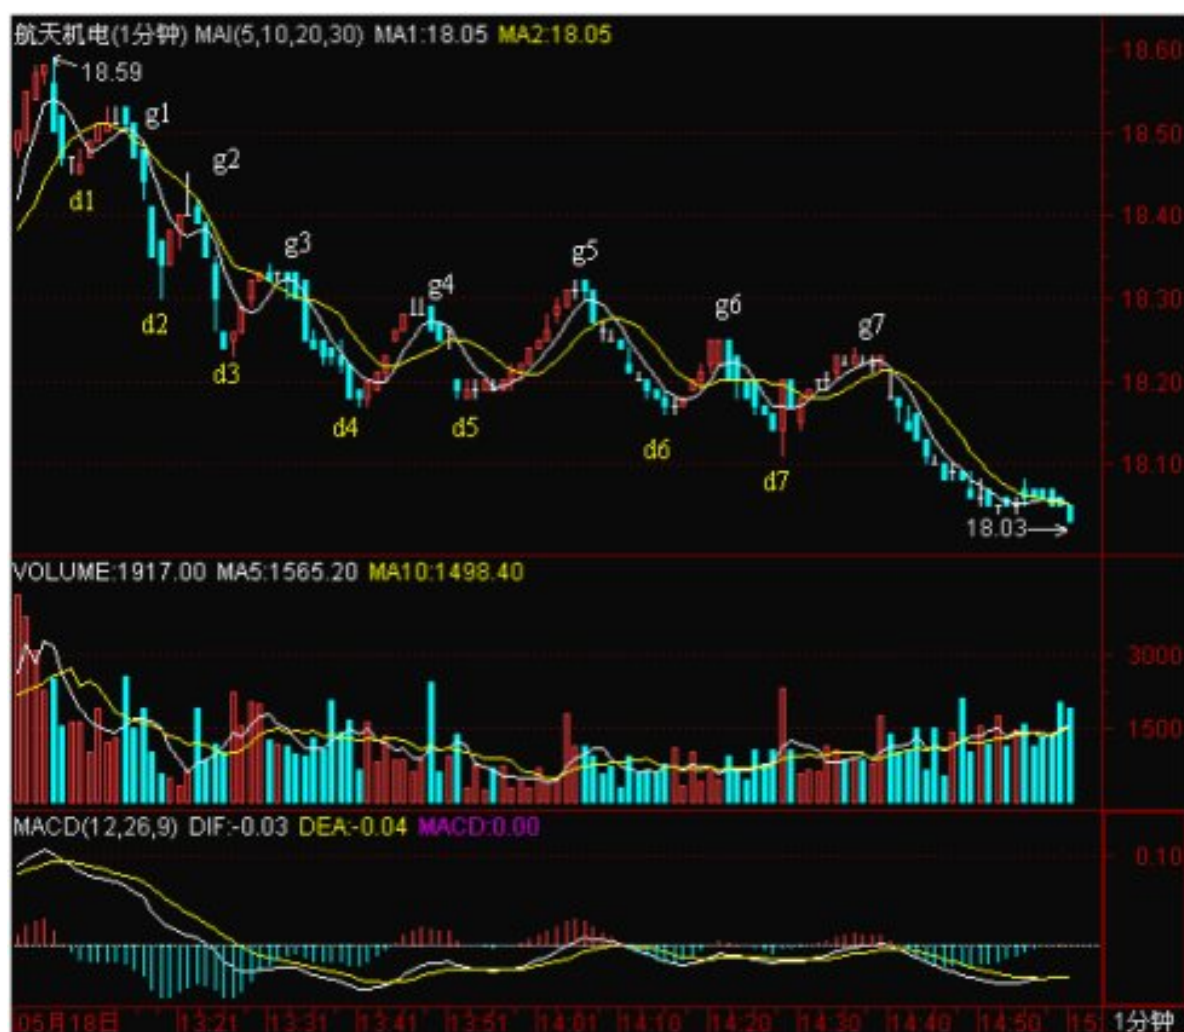 航天机电(1分钟) MAI(5,10,20,30) MA1:18.05 MA2:18.05
18.60
18.59
g1
18.50
g2
d1
18.40
g3
g5
g4
18.30
d2
g6
g7
d3
18.20
d4
d5
d6
d7
18.10
18.03
VOLUME:1917.00 MA5:1565.20 MA10:1498.40
3000
1500
MACD(12,26,9) DIF:-0.03 DEA:-0.04 MACD:0.00
0.10
05月18日 13:21 13:31 13:41 13:51 14:01 14:10 14:20 14:30 14:40 14:50 1分钟